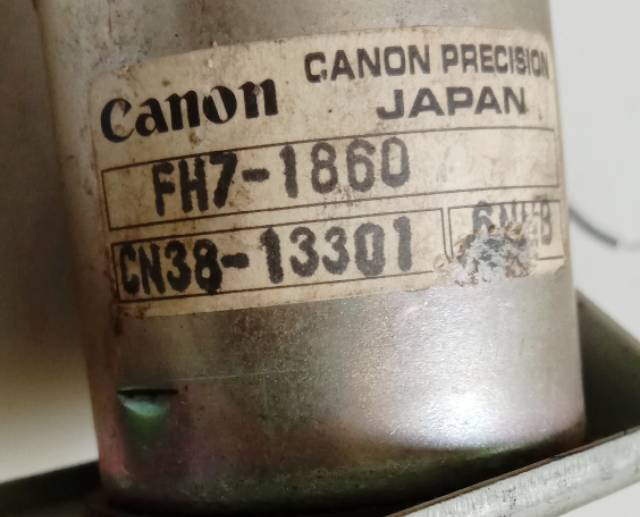 Canon CANON PRECISION
JAPAN
FH7-1860
CN38-13301